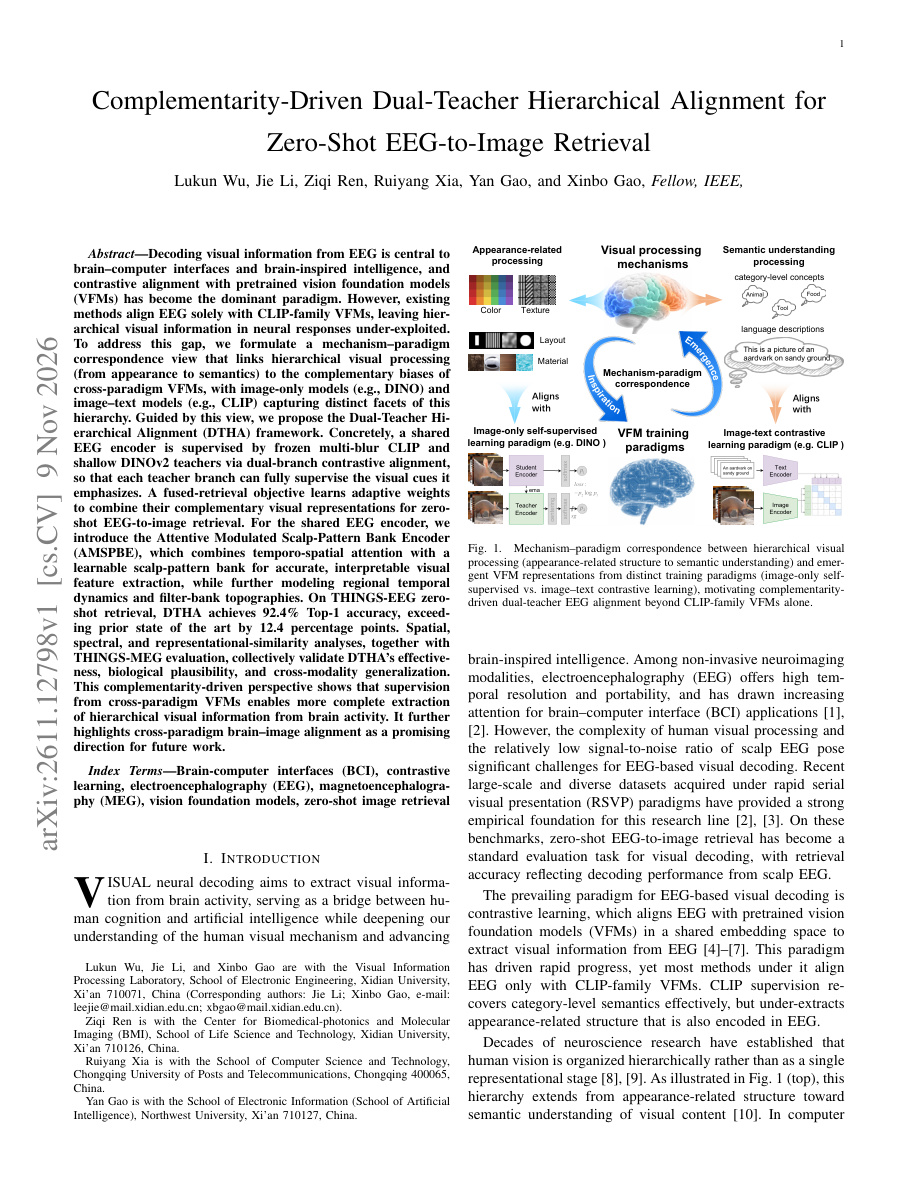 1
Complementarity-Driven Dual-Teacher Hierarchical Alignment for
Zero-Shot EEG-to-Image Retrieval
Lukun Wu, Jie Li, Ziqi Ren, Ruiyang Xia, Yan Gao, and Xinbo Gao, Fellow, IEEE,
arXiv:2611.12798v1 [cs.CV] 9 Nov 2026
Abstract—Decoding visual information from EEG is central to
brain–computer interfaces and brain-inspired intelligence, and
contrastive alignment with pretrained vision foundation models
(VFMs) has become the dominant paradigm. However, existing
methods align EEG solely with CLIP-family VFMs, leaving hier-
archical visual information in neural responses under-exploited.
To address this gap, we formulate a mechanism–paradigm
correspondence view that links hierarchical visual processing
(from appearance to semantics) to the complementary biases of
cross-paradigm VFMs, with image-only models (e.g., DINO) and
image–text models (e.g., CLIP) capturing distinct facets of this
hierarchy. Guided by this view, we propose the Dual-Teacher Hi-
erarchical Alignment (DTHA) framework. Concretely, a shared
EEG encoder is supervised by frozen multi-blur CLIP and
shallow DINOv2 teachers via dual-branch contrastive alignment,
so that each teacher branch can fully supervise the visual cues it
emphasizes. A fused-retrieval objective learns adaptive weights
to combine their complementary visual representations for zero-
shot EEG-to-image retrieval. For the shared EEG encoder, we
introduce the Attentive Modulated Scalp-Pattern Bank Encoder
(AMSPBE), which combines temporo-spatial attention with a
learnable scalp-pattern bank for accurate, interpretable visual
feature extraction, while further modeling regional temporal
dynamics and filter-bank topographies. On THINGS-EEG zero-
shot retrieval, DTHA achieves 92.4% Top-1 accuracy, exceed-
ing prior state of the art by 12.4 percentage points. Spatial,
spectral, and representational-similarity analyses, together with
THINGS-MEG evaluation, collectively validate DTHA's effective-
ness, biological plausibility, and cross-modality generalization.
This complementarity-driven perspective shows that supervision
from cross-paradigm VFMs enables more complete extraction
of hierarchical visual information from brain activity. It further
highlights cross-paradigm brain–image alignment as a promising
direction for future work.
Index Terms—Brain-computer interfaces (BCI), contrastive
learning, electroencephalography (EEG), magnetoencephalogra-
phy (MEG), vision foundation models, zero-shot image retrieval
I. INTRODUCTION
VISUAL neural decoding aims to extract visual informa-
tion from brain activity, serving as a bridge between hu-
man cognition and artificial intelligence while deepening our
understanding of the human visual mechanism and advancing
Lukun Wu, Jie Li, and Xinbo Gao are with the Visual Information
Processing Laboratory, School of Electronic Engineering, Xidian University,
Xi'an 710071, China (Corresponding authors: Jie Li; Xinbo Gao, e-mail:
leejie@mail.xidian.edu.cn; xbgao@mail.xidian.edu.cn).
Ziqi Ren is with the Center for Biomedical-photonics and Molecular
Imaging (BMI), School of Life Science and Technology, Xidian University,
Xi'an 710126, China.
Ruiyang Xia is with the School of Computer Science and Technology,
Chongqing University of Posts and Telecommunications, Chongqing 400065,
China.
Yan Gao is with the School of Electronic Information (School of Artificial
Intelligence), Northwest University, Xi'an 710127, China.
Appearance-related
processing
Visual processing
mechanisms
Semantic understanding
processing
category-level concepts
Animal
Food
Tool
Color
Texture
language descriptions
Layout
This is a picture of an
aardvark on sandy ground.
Material
Mechanism-paradigm
correspondence
Inspiration
Emergence
Aligns
with
Aligns
with
Image-only self-supervised
learning paradigm (e.g. DINO )
VFM training
paradigms
Image-text contrastive
learning paradigm (e.g. CLIP )
Student
Encoder
ema
Teacher
Encoder
An aardvark on
sandy ground
Text
Encoder
Image
Encoder
Fig. 1. Mechanism–paradigm correspondence between hierarchical visual
processing (appearance-related structure to semantic understanding) and emer-
gent VFM representations from distinct training paradigms (image-only self-
supervised vs. image–text contrastive learning), motivating complementarity-
driven dual-teacher EEG alignment beyond CLIP-family VFMs alone.
brain-inspired intelligence. Among non-invasive neuroimaging
modalities, electroencephalography (EEG) offers high tem-
poral resolution and portability, and has drawn increasing
attention for brain–computer interface (BCI) applications [1],
[2]. However, the complexity of human visual processing and
the relatively low signal-to-noise ratio of scalp EEG pose
significant challenges for EEG-based visual decoding. Recent
large-scale and diverse datasets acquired under rapid serial
visual presentation (RSVP) paradigms have provided a strong
empirical foundation for this research line [2], [3]. On these
benchmarks, zero-shot EEG-to-image retrieval has become a
standard evaluation task for visual decoding, with retrieval
accuracy reflecting decoding performance from scalp EEG.
The prevailing paradigm for EEG-based visual decoding is
contrastive learning, which aligns EEG with pretrained vision
foundation models (VFMs) in a shared embedding space to
extract visual information from EEG [4]–[7]. This paradigm
has driven rapid progress, yet most methods under it align
EEG only with CLIP-family VFMs. CLIP supervision re-
covers category-level semantics effectively, but under-extracts
appearance-related structure that is also encoded in EEG.
Decades of neuroscience research have established that
human vision is organized hierarchically rather than as a single
representational stage [8], [9]. As illustrated in Fig. 1 (top), this
hierarchy extends from appearance-related structure toward
semantic understanding of visual content [10]. In computer